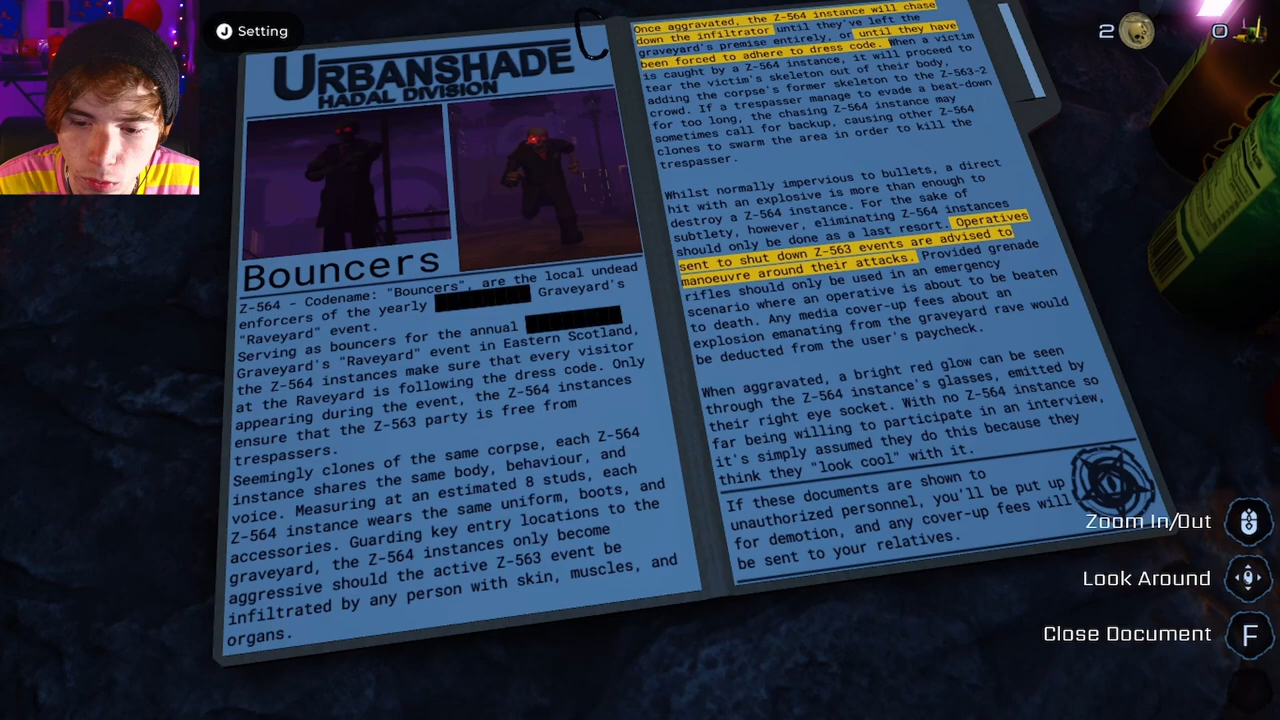 J Setting
2
0
URBANSHADE
HADAL DIVISION
Bouncers
Z-564 - Codename: "Bouncers", are the local undead
enforcers of the yearly Graveyard's
"Raveyard" event.
Serving as bouncers for the annual
Graveyard's "Raveyard" event in Eastern Scotland,
the Z-564 instances make sure that every visitor
at the Raveyard is following the dress code. Only
appearing during the event, the Z-564 instances
ensure that the Z-563 party is free from
trespassers.
Seemingly clones of the same corpse, each Z-564
instance shares the same body, behaviour, and
voice. Measuring at an estimated 8 studs, each
Z-564 instance wears the same uniform, boots, and
accessories. Guarding key entry locations to the
graveyard, the Z-564 instances only become
aggressive should the active Z-563 event be
infiltrated by any person with skin, muscles, and
organs.
Once aggravated, the Z-564 instance will chase
down the infiltrator until they've left the
graveyard's premise entirely, or until they have
been forced to adhere to dress code. When a victim
is caught by a Z-564 instance, it will proceed to
tear the victim's skeleton out of their body,
adding the corpse's former skeleton to the Z-563-2
crowd. If a trespasser manage to evade a beat-down
for too long, the chasing Z-564 instance may
sometimes call for backup, causing other Z-564
clones to swarm the area in order to kill the
trespasser.
Whilst normally impervious to bullets, a direct
hit with an explosive is more than enough to
destroy a Z-564 instance. For the sake of
subtlety, however, eliminating Z-564 instances
should only be done as a last resort. Operatives
sent to shut down Z-563 events are advised to
manoeuvre around their attacks. Provided grenade
rifles should only be used in an emergency
scenario where an operative is about to be beaten
to death. Any media cover-up fees about an
explosion emanating from the graveyard rave would
be deducted from the user's paycheck.
When aggravated, a bright red glow can be seen
through the Z-564 instance's glasses, emitted by
their right eye socket. With no Z-564 instance so
far being willing to participate in an interview,
it's simply assumed they do this because they
think they "look cool" with it.
If these documents are shown to
unauthorized personnel, you'll be put up
for demotion, and any cover-up fees will
be sent to your relatives.
Zoom In/Out
Look Around
Close Document F